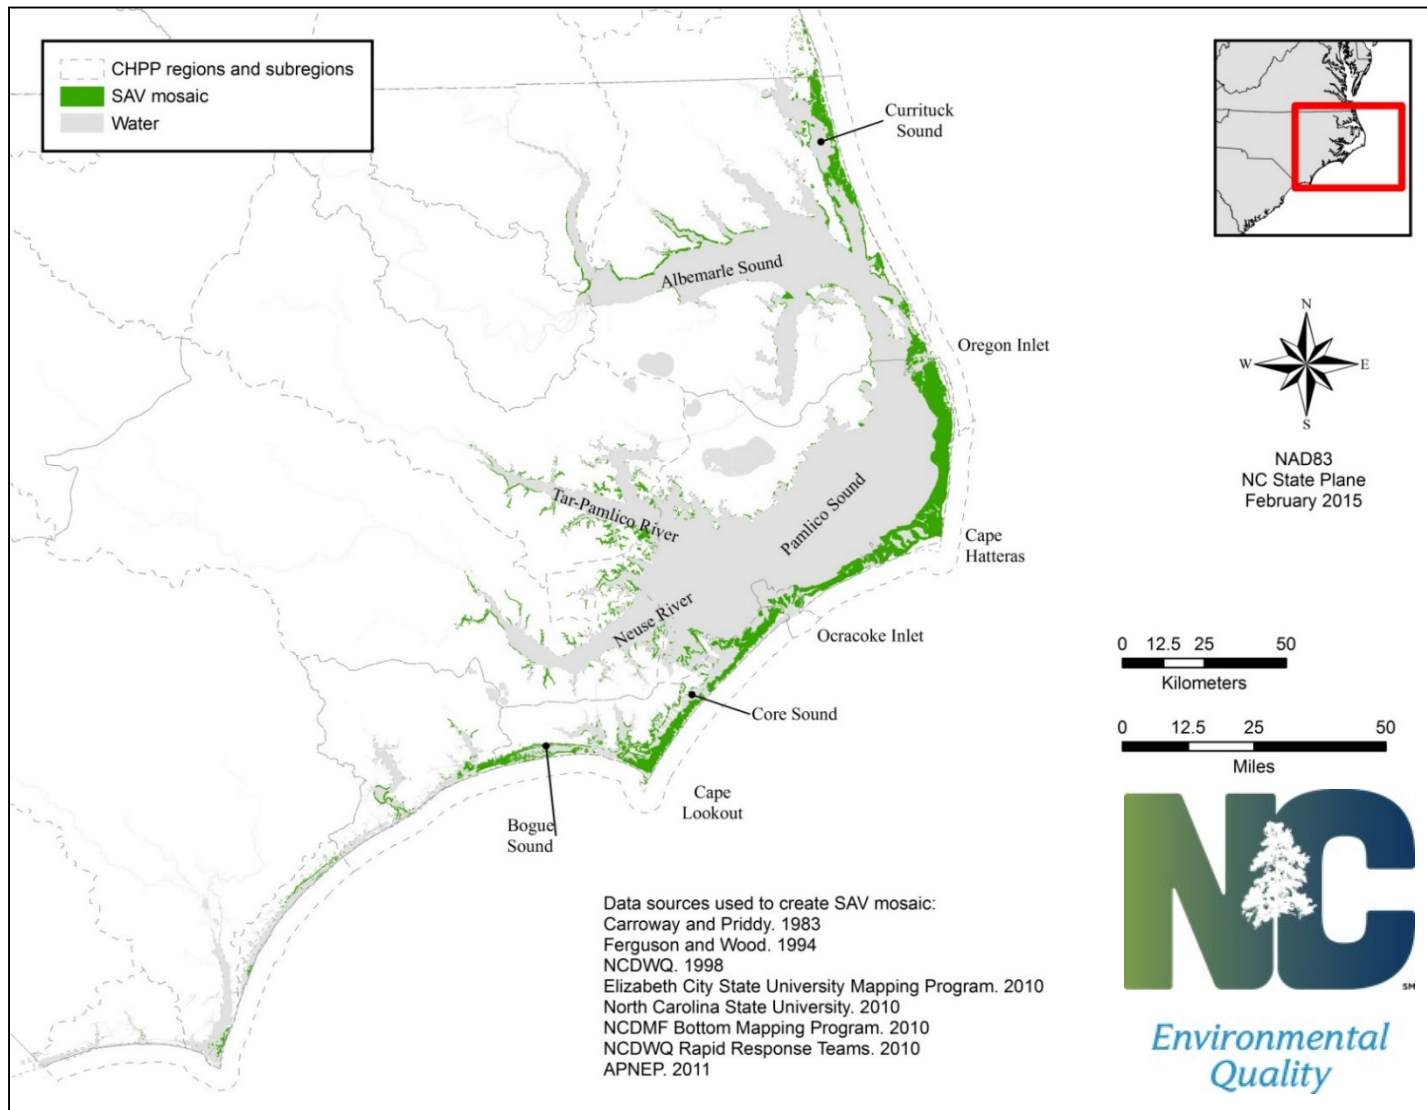 CHPP regions and subregions
SAV mosaic
Water
Currituck
Sound
Albemarle Sound
Oregon Inlet
Pamlico Sound
Tar-Pamlico River
Cape
Hatteras
Neuse River
Ocracoke Inlet
Core Sound
Cape
Lookout
Bogue
Sound
N
W
E
S
NAD83
NC State Plane
February 2015
0 12.5 25 50
Kilometers
0 12.5 25 50
Miles
Data sources used to create SAV mosaic:
Carroway and Priddy. 1983
Ferguson and Wood. 1994
NCDWQ. 1998
Elizabeth City State University Mapping Program. 2010
North Carolina State University. 2010
NCDMF Bottom Mapping Program. 2010
NCDWQ Rapid Response Teams. 2010
APNEP. 2011
NC
SM
Environmental
Quality